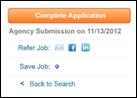 Complete Application
Agency Submission on 11/13/2012
Refer Job:
Save Job:
< Back to Search